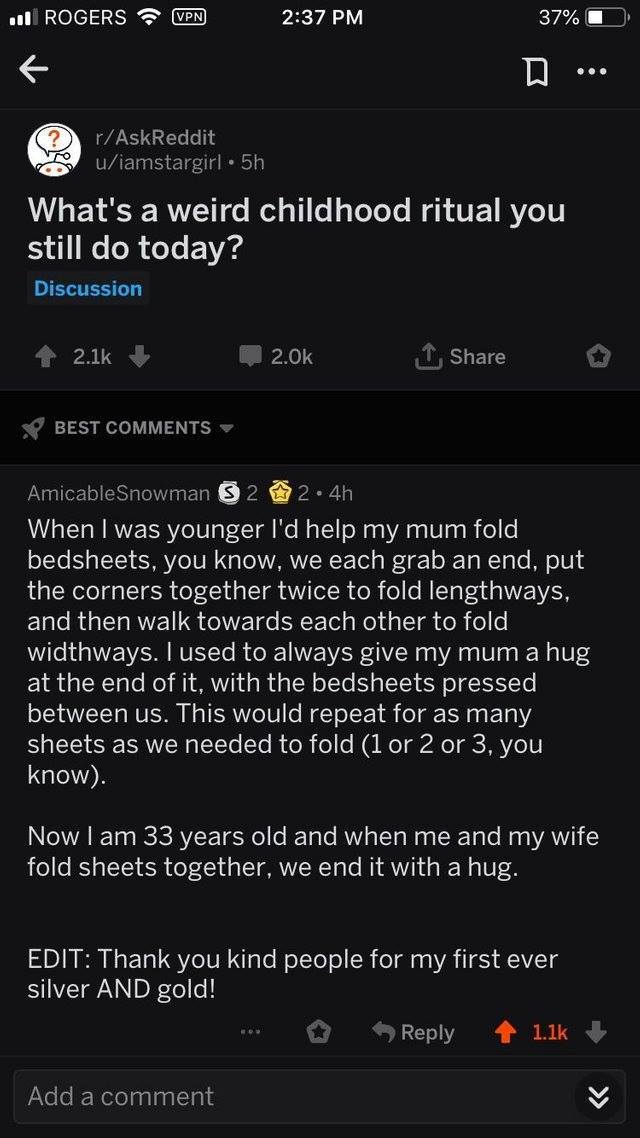 ROGERS VPN 2:37 PM 37%
r/AskReddit
u/iamstargirl • 5h
What's a weird childhood ritual you
still do today?
Discussion
2.1k 2.0k Share
BEST COMMENTS
AmicableSnowman S 2 2 • 4h
When I was younger I'd help my mum fold
bedsheets, you know, we each grab an end, put
the corners together twice to fold lengthways,
and then walk towards each other to fold
widthways. I used to always give my mum a hug
at the end of it, with the bedsheets pressed
between us. This would repeat for as many
sheets as we needed to fold (1 or 2 or 3, you
know).
Now I am 33 years old and when me and my wife
fold sheets together, we end it with a hug.
EDIT: Thank you kind people for my first ever
silver AND gold!
... Reply 1.1k
Add a comment